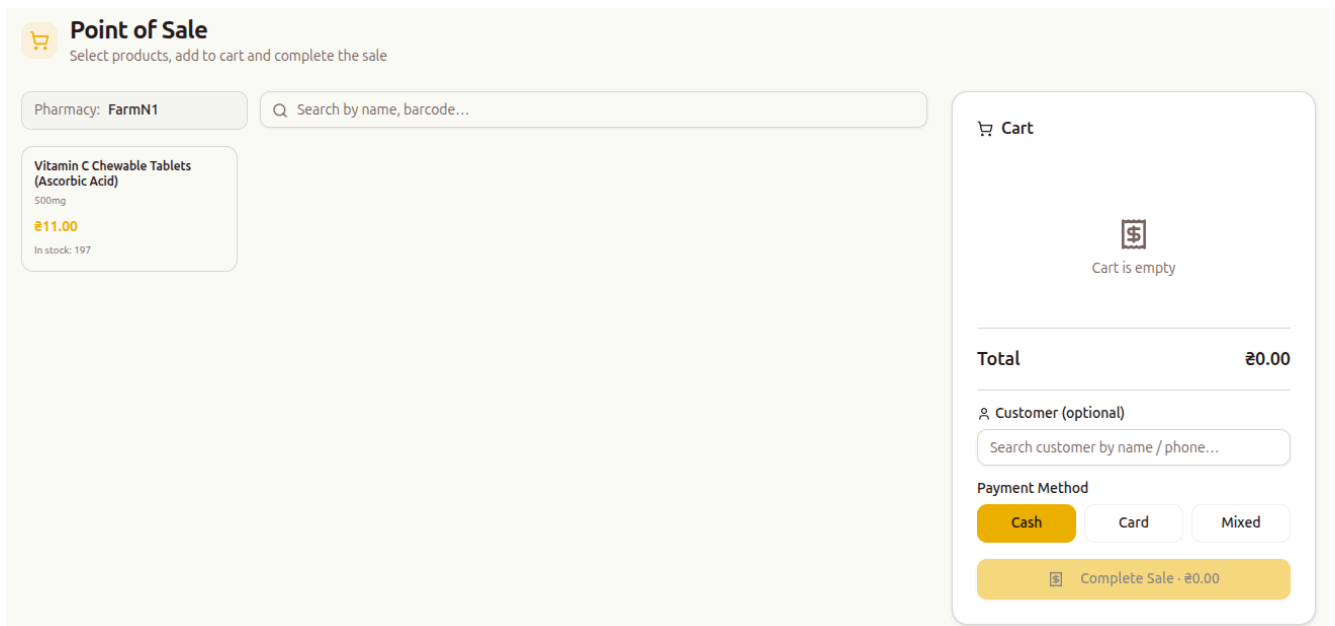 Point of Sale
Select products, add to cart and complete the sale
Pharmacy: FarmN1
Search by name, barcode...
Vitamin C Chewable Tablets
(Ascorbic Acid)
500mg
₴11.00
In stock: 197
Cart
Cart is empty
Total ₴0.00
Customer (optional)
Search customer by name / phone...
Payment Method
Cash Card Mixed
Complete Sale · ₴0.00